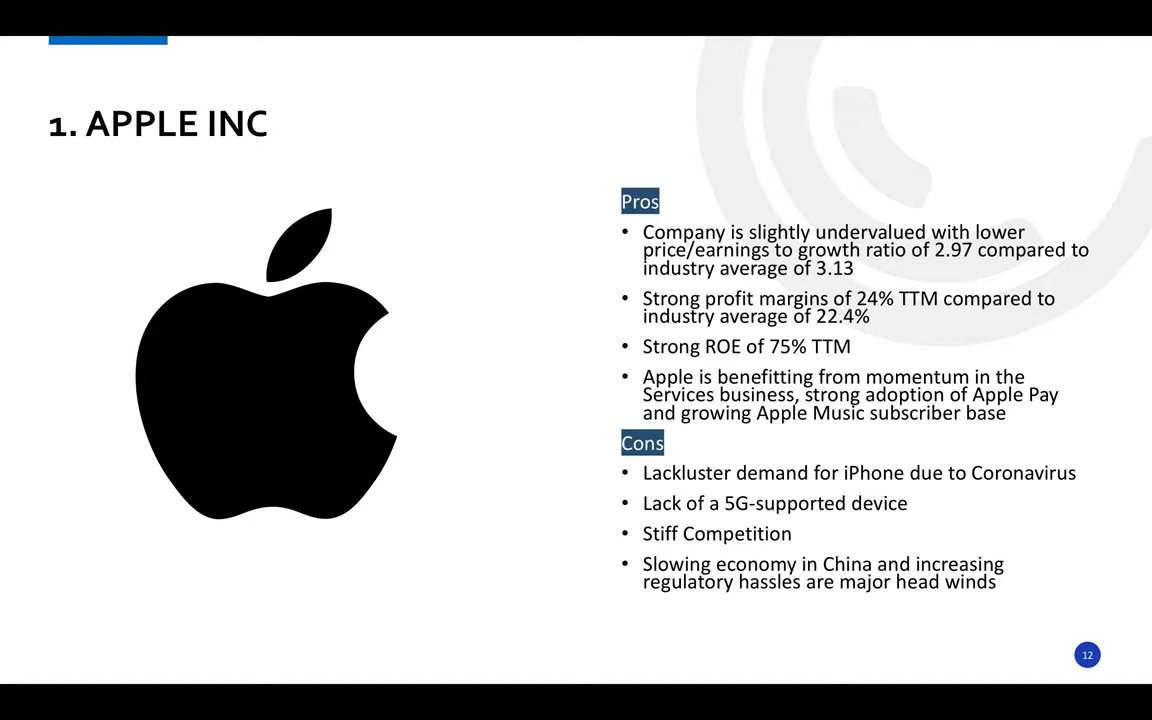 1. APPLE INC
Pros
• Company is slightly undervalued with lower
price/earnings to growth ratio of 2.97 compared to
industry average of 3.13
• Strong profit margins of 24% TTM compared to
industry average of 22.4%
• Strong ROE of 75% TTM
• Apple is benefitting from momentum in the
Services business, strong adoption of Apple Pay
and growing Apple Music subscriber base
Cons
• Lackluster demand for iPhone due to Coronavirus
• Lack of a 5G-supported device
• Stiff Competition
• Slowing economy in China and increasing
regulatory hassles are major head winds
12